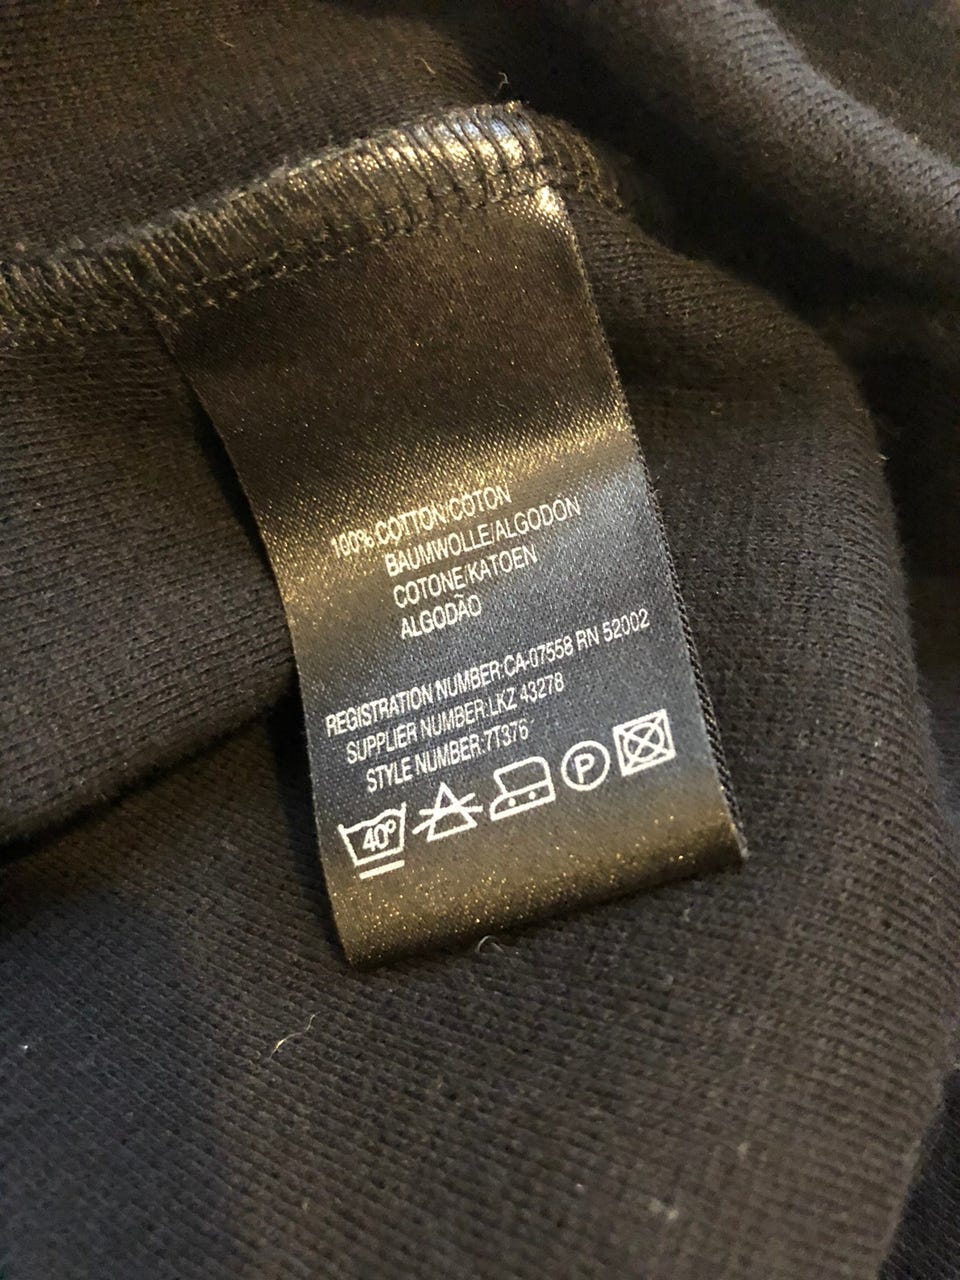 100% COTTON/COTON
BAUMWOLLE/ALGODÓN
COTONE/KATOEN
ALGODÃO
REGISTRATION NUMBER:CA-07558 RN 52002
SUPPLIER NUMBER:LKZ 43278
STYLE NUMBER:7T376
40° P